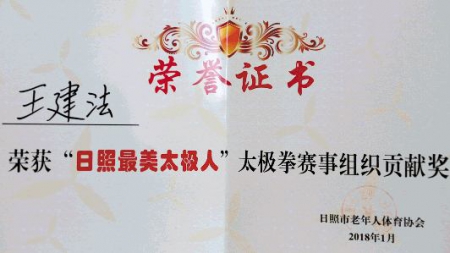 荣誉证书
王建法
荣获“日照最美太极人”太极拳赛事组织贡献奖
日照市老年人体育协会
2018年1月